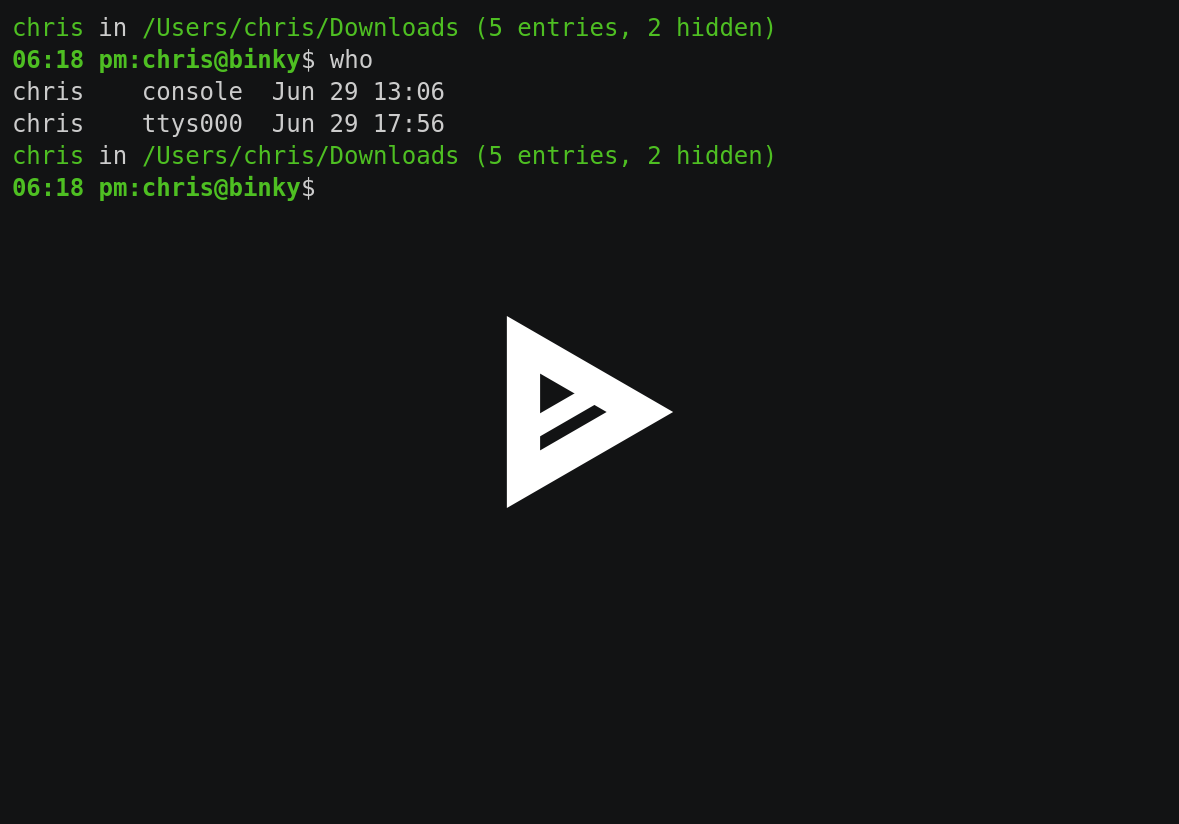 chris in /Users/chris/Downloads (5 entries, 2 hidden)
06:18 pm:chris@binky$ who
chris    console  Jun 29 13:06
chris    ttys000  Jun 29 17:56
chris in /Users/chris/Downloads (5 entries, 2 hidden)
06:18 pm:chris@binky$